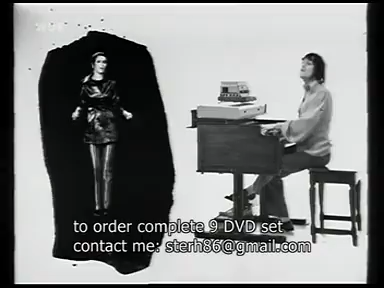 to order complete 9 DVD set
contact me: sterh86@gmail.com